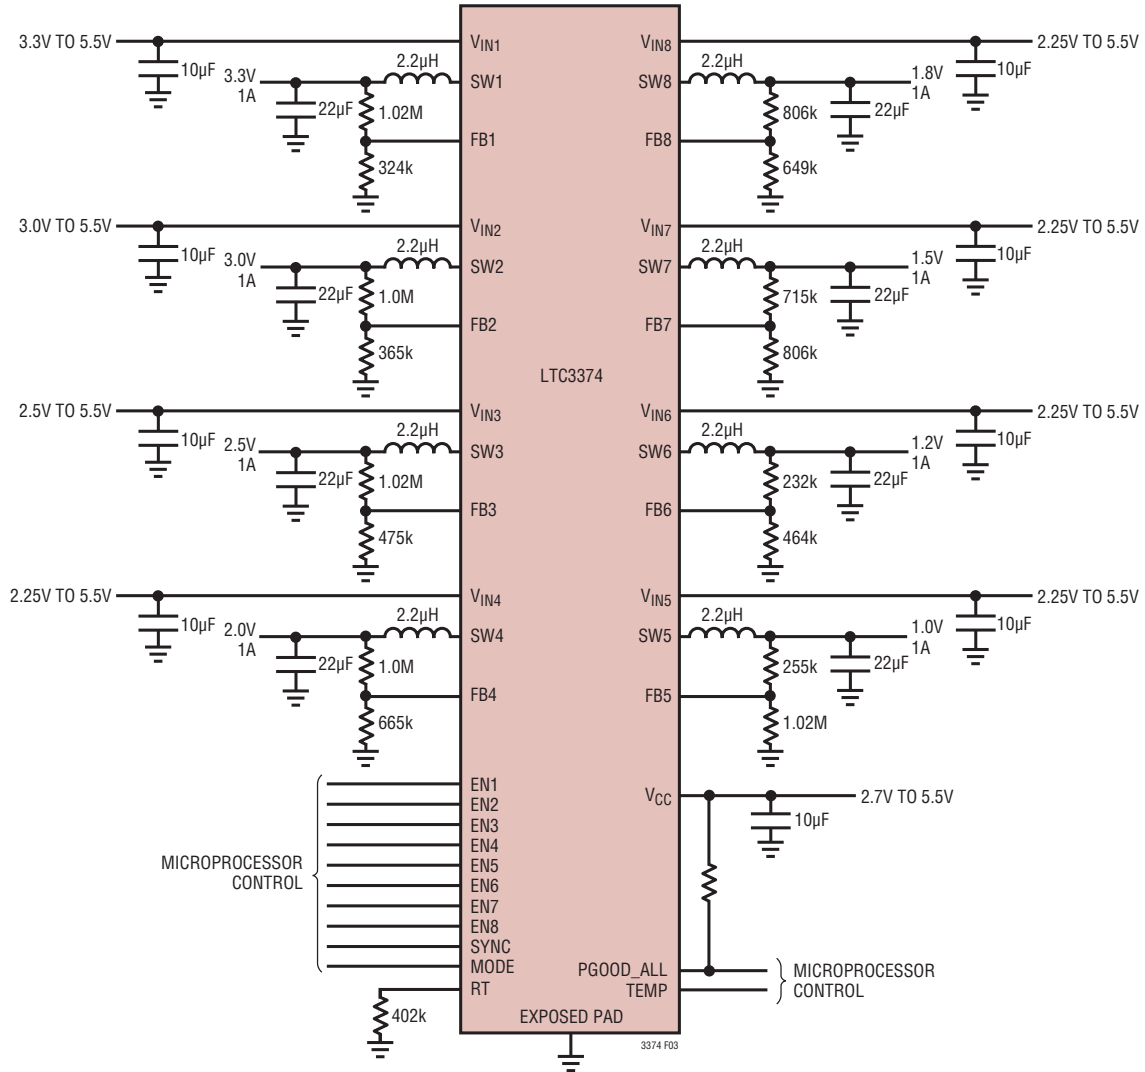 3.3V TO 5.5V
10µF
3.3V
1A
22µF
2.2µH
1.02M
324k
VIN1
SW1
FB1
3.0V TO 5.5V
10µF
3.0V
1A
22µF
2.2µH
1.0M
365k
VIN2
SW2
FB2
2.5V TO 5.5V
10µF
2.5V
1A
22µF
2.2µH
1.02M
475k
VIN3
SW3
FB3
2.25V TO 5.5V
10µF
2.0V
1A
22µF
2.2µH
1.0M
665k
VIN4
SW4
FB4
MICROPROCESSOR
CONTROL
EN1
EN2
EN3
EN4
EN5
EN6
EN7
EN8
SYNC
MODE
RT
402k
LTC3374
VIN8
SW8
FB8
2.2µH
806k
649k
22µF
1.8V
1A
10µF
2.25V TO 5.5V
VIN7
SW7
FB7
2.2µH
715k
806k
22µF
1.5V
1A
10µF
2.25V TO 5.5V
VIN6
SW6
FB6
2.2µH
232k
464k
22µF
1.2V
1A
10µF
2.25V TO 5.5V
VIN5
SW5
FB5
2.2µH
255k
1.02M
22µF
1.0V
1A
10µF
2.25V TO 5.5V
VCC
2.7V TO 5.5V
10µF
PGOOD_ALL
TEMP
MICROPROCESSOR
CONTROL
EXPOSED PAD
3374 F03